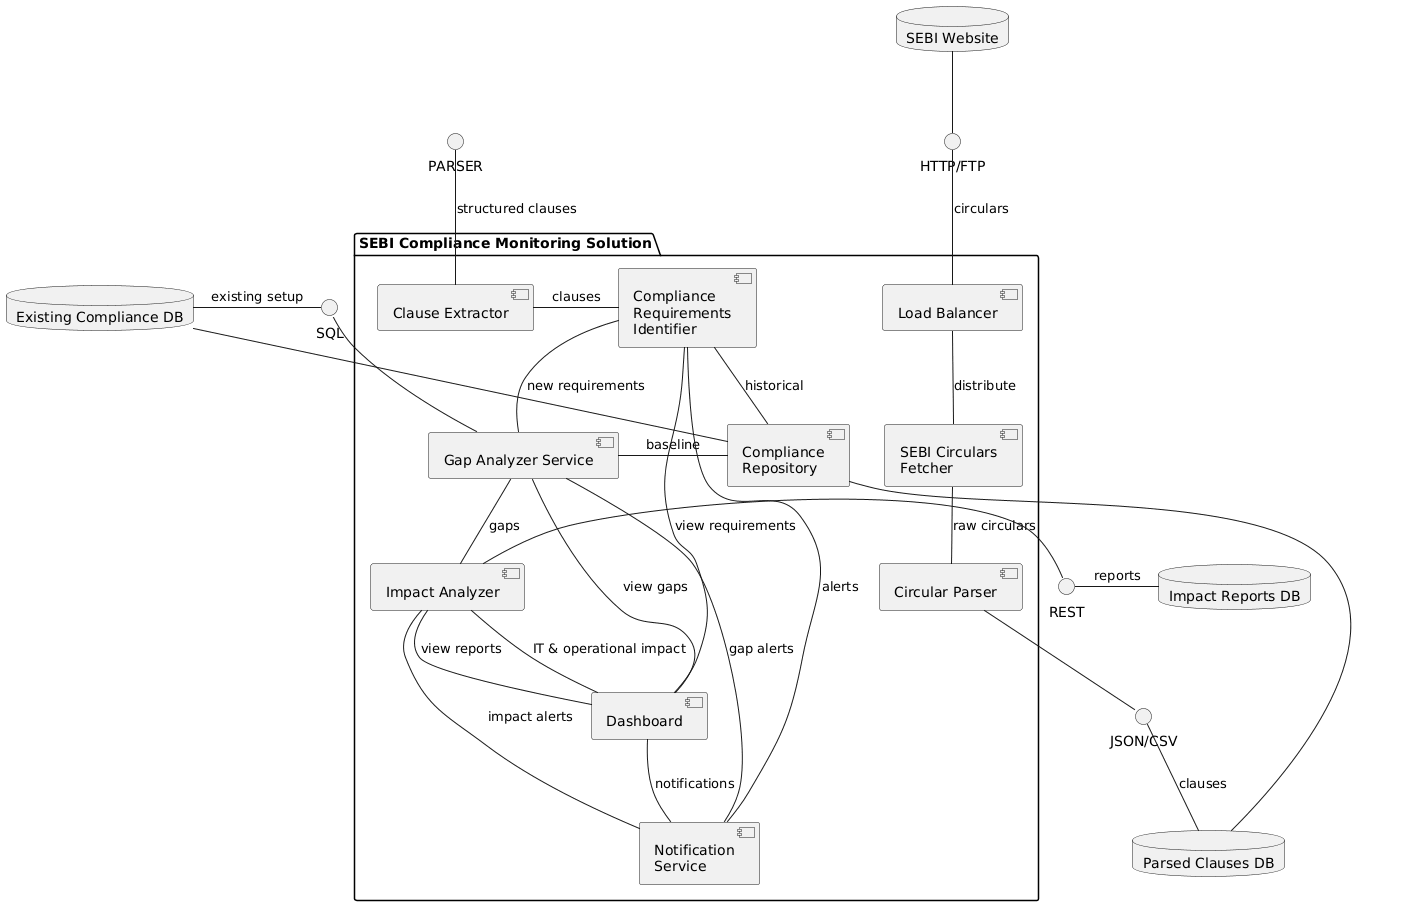 SEBI Website
PARSER
HTTP/FTP
structured clauses
circulars
SEBI Compliance Monitoring Solution
existing setup
Existing Compliance DB
SQL
Clause Extractor
clauses
Compliance
Requirements
Identifier
Load Balancer
new requirements
historical
distribute
Gap Analyzer Service
baseline
Compliance
Repository
SEBI Circulars
Fetcher
gaps
view requirements
raw circulars
Impact Analyzer
view gaps
alerts
Circular Parser
REST
reports
Impact Reports DB
view reports
IT & operational impact
gap alerts
impact alerts
Dashboard
JSON/CSV
notifications
clauses
Notification
Service
Parsed Clauses DB